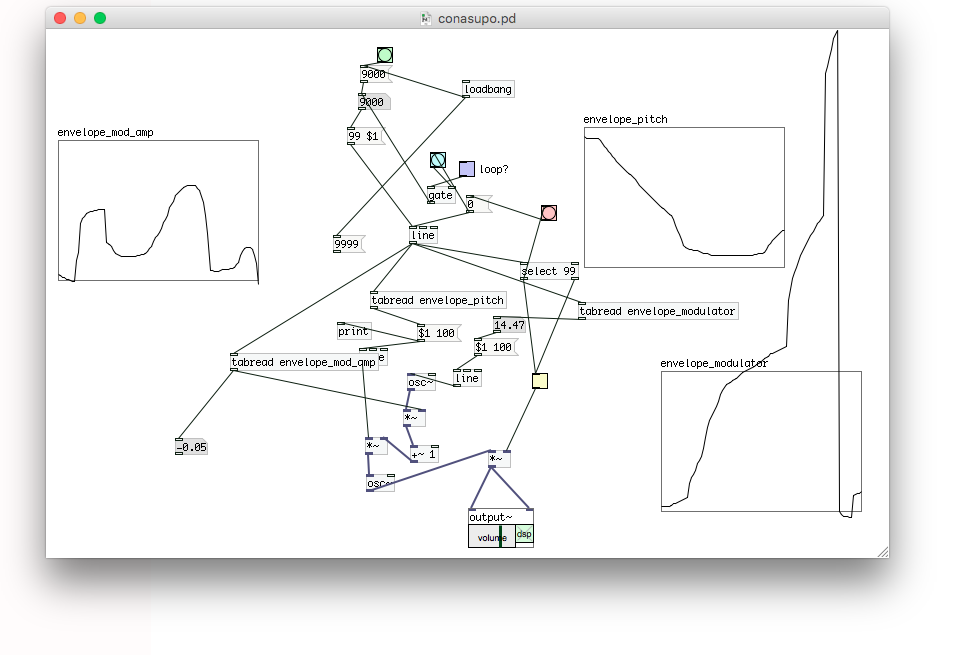 conasupo.pd
9000
loadbang
9000
envelope_pitch
envelope_mod_amp
99 $1
loop?
gate
0
line
9999
select 99
tabread envelope_pitch
tabread envelope_modulator
14.47
print
$1 100
$1 100
tabread envelope_mod_amp
e
envelope_modulator
osc~
line
*~
-0.05
*~
+~ 1
*~
osc~
output~
volume
dsp